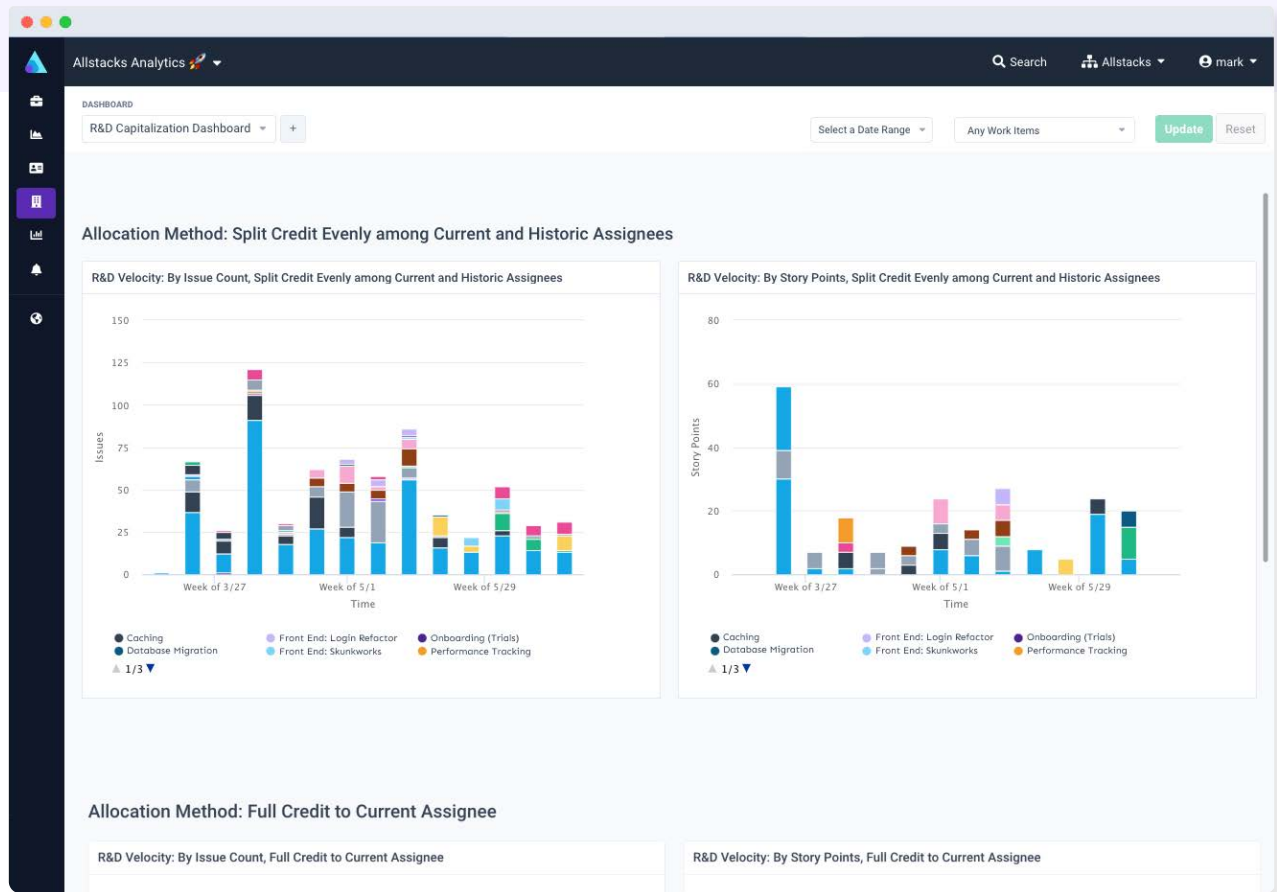 Allstacks Analytics 🚀
Search
Allstacks
mark
DASHBOARD
R&D Capitalization Dashboard
+
Select a Date Range
Any Work Items
Update
Reset
Allocation Method: Split Credit Evenly among Current and Historic Assignees
R&D Velocity: By Issue Count, Split Credit Evenly among Current and Historic Assignees
150
125
100
75
50
25
0
Issues
Week of 3/27
Week of 5/1
Week of 5/29
Time
Caching
Front End: Login Refactor
Onboarding (Trials)
Database Migration
Front End: Skunkworks
Performance Tracking
1/3
R&D Velocity: By Story Points, Split Credit Evenly among Current and Historic Assignees
80
60
40
20
0
Story Points
Week of 3/27
Week of 5/1
Week of 5/29
Time
Caching
Front End: Login Refactor
Onboarding (Trials)
Database Migration
Front End: Skunkworks
Performance Tracking
1/3
Allocation Method: Full Credit to Current Assignee
R&D Velocity: By Issue Count, Full Credit to Current Assignee
R&D Velocity: By Story Points, Full Credit to Current Assignee